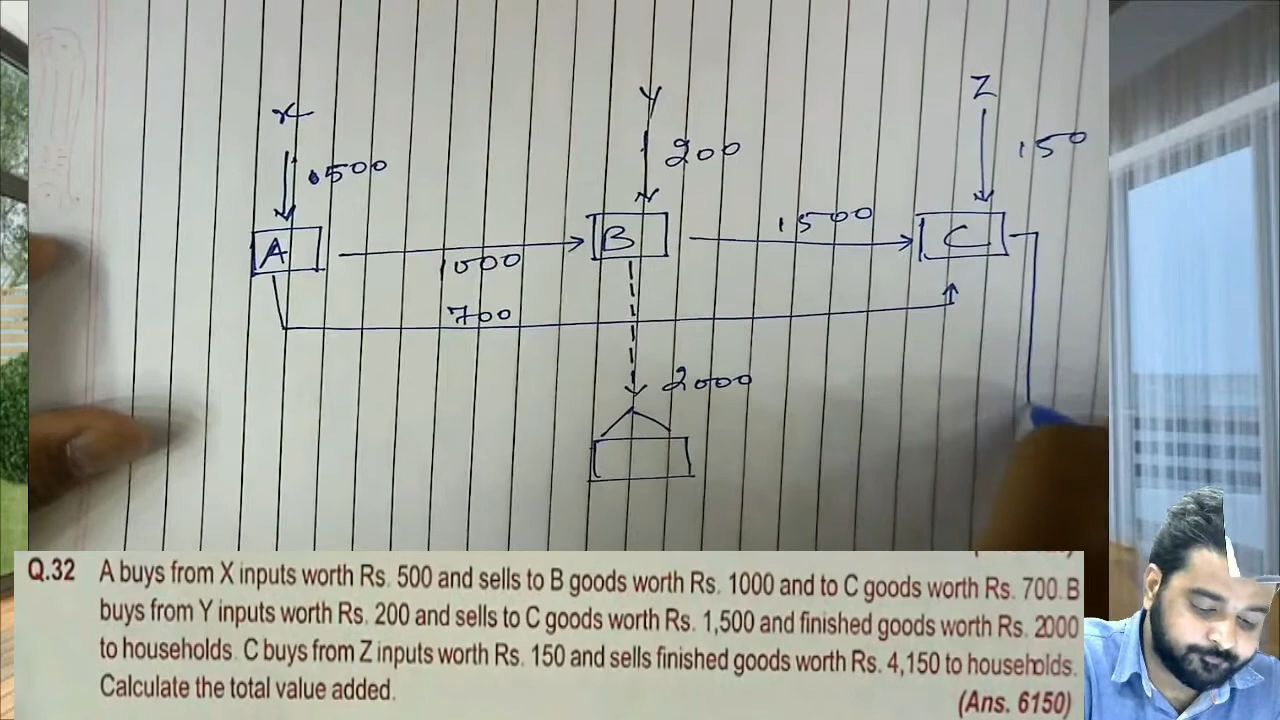 X Y Z
500 200 150
A B C
1000 1500
700
2000
Q.32 A buys from X inputs worth Rs. 500 and sells to B goods worth Rs. 1000 and to C goods worth Rs. 700. B
buys from Y inputs worth Rs. 200 and sells to C goods worth Rs. 1,500 and finished goods worth Rs. 2000
to households. C buys from Z inputs worth Rs. 150 and sells finished goods worth Rs. 4,150 to households.
Calculate the total value added.
(Ans. 6150)